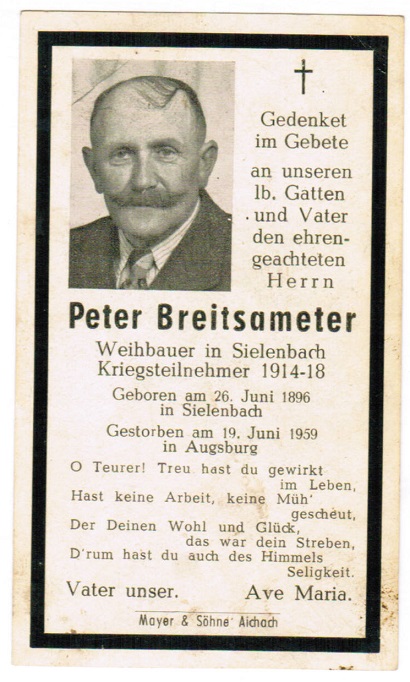 Gedenket
im Gebete
an unseren
lb. Gatten
und Vater
den ehren-
geachteten
Herrn
Peter Breitsameter
Weihbauer in Sielenbach
Kriegsteilnehmer 1914-18
Geboren am 26. Juni 1896
in Sielenbach
Gestorben am 19. Juni 1959
in Augsburg
O Teurer! Treu hast du gewirkt
im Leben,
Hast keine Arbeit, keine Müh'
gescheut,
Der Deinen Wohl und Glück,
das war dein Streben,
D'rum hast du auch des Himmels
Seligkeit.
Vater unser. Ave Maria.
Mayer & Söhne Aichach